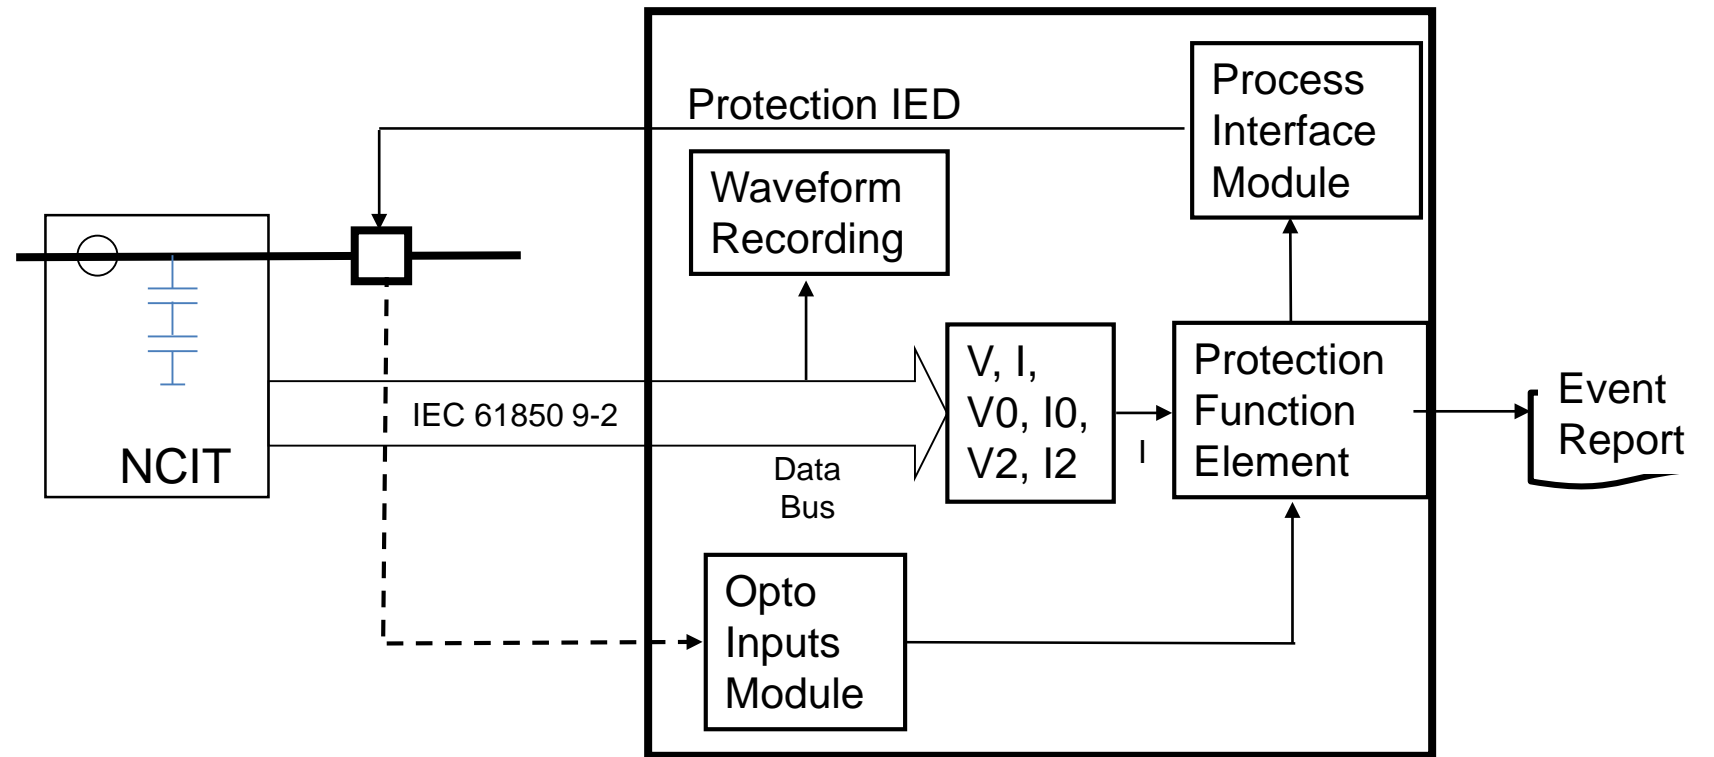 Process
Interface
Module
Protection IED
Waveform
Recording
NCIT
IEC 61850 9-2
Data
Bus
V, I,
V0, I0,
V2, I2
I
Protection
Function
Element
Event
Report
Opto
Inputs
Module